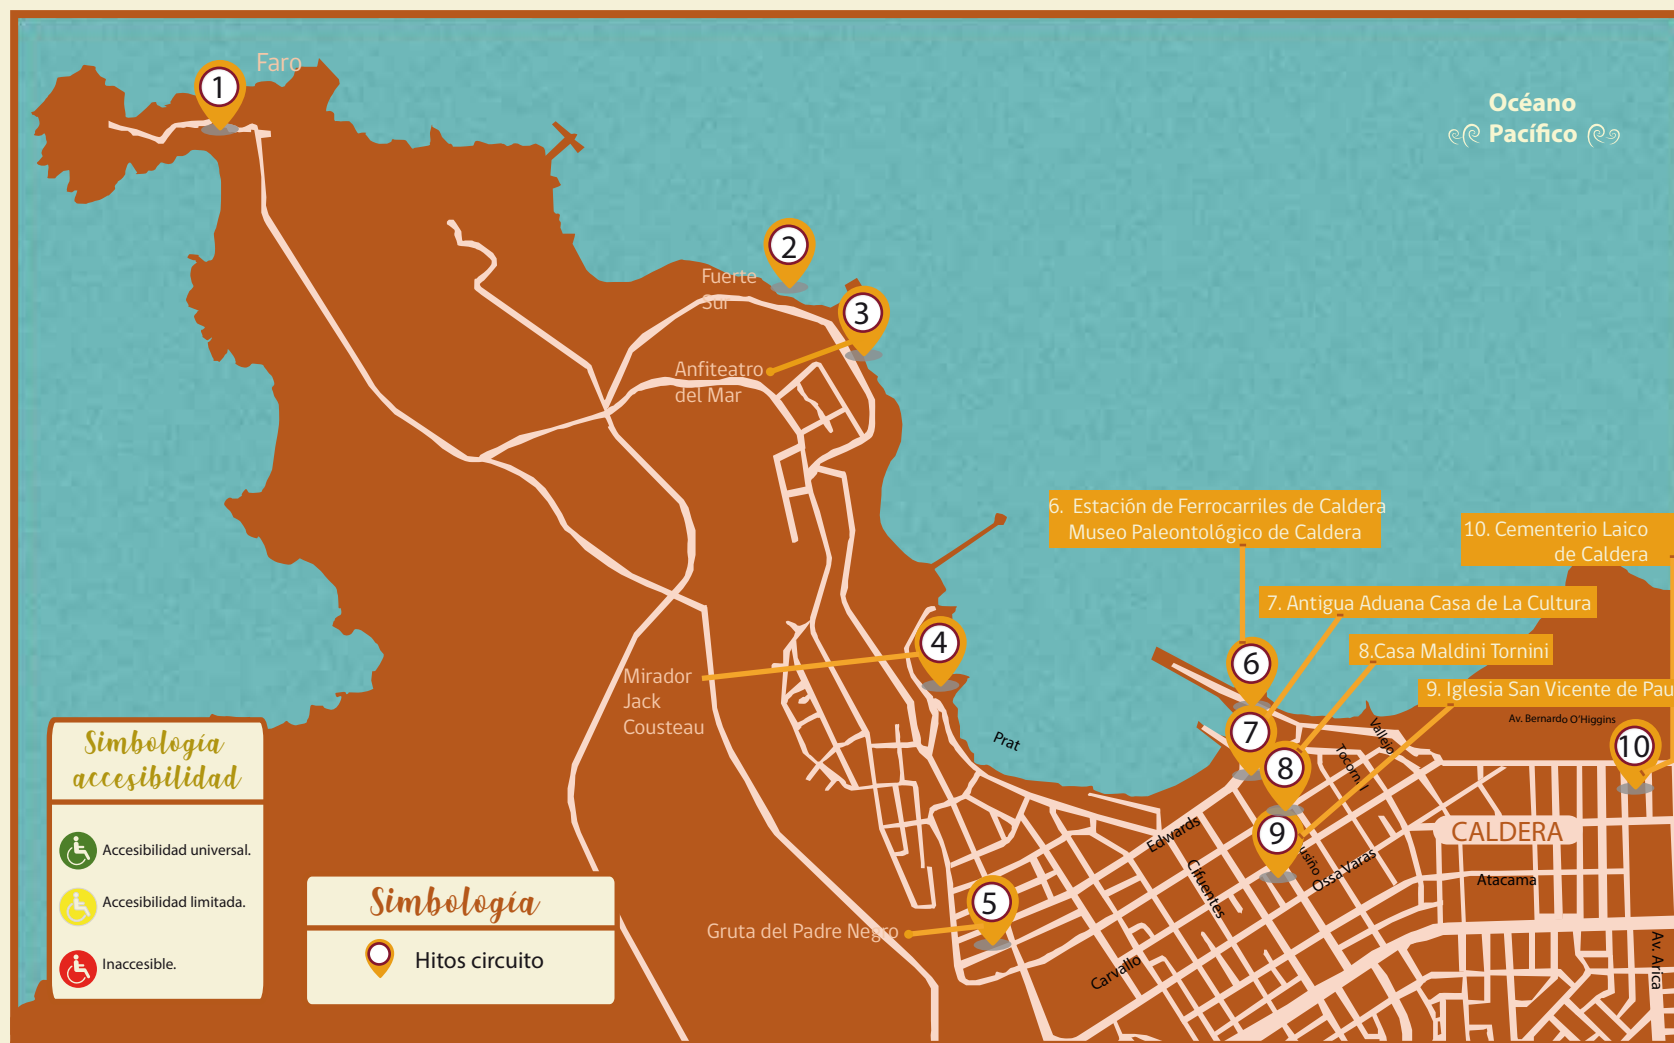 Faro
1
Océano
Pacífico
2
Fuerte
Sur
3
Anfiteatro
del Mar
6. Estación de Ferrocarriles de Caldera
Museo Paleontológico de Caldera
10. Cementerio Laico
de Caldera
7. Antigua Aduana Casa de La Cultura
4
8.Casa Maldini Tornini
6
Mirador
Jack
Cousteau
9. Iglesia San Vicente de Pau
Av. Bernardo O'Higgins
Vallejo
7
Prat
10
Tocorn
8
Simbología
accesibilidad
Accesibilidad universal.
Accesibilidad limitada.
Inaccesible.
Edwards
9
CALDERA
usiño
Ossa Varas
Cifuentes
Atacama
5
Gruta del Padre Negro
Simbología
Hitos circuito
Carvallo
Av. Arica